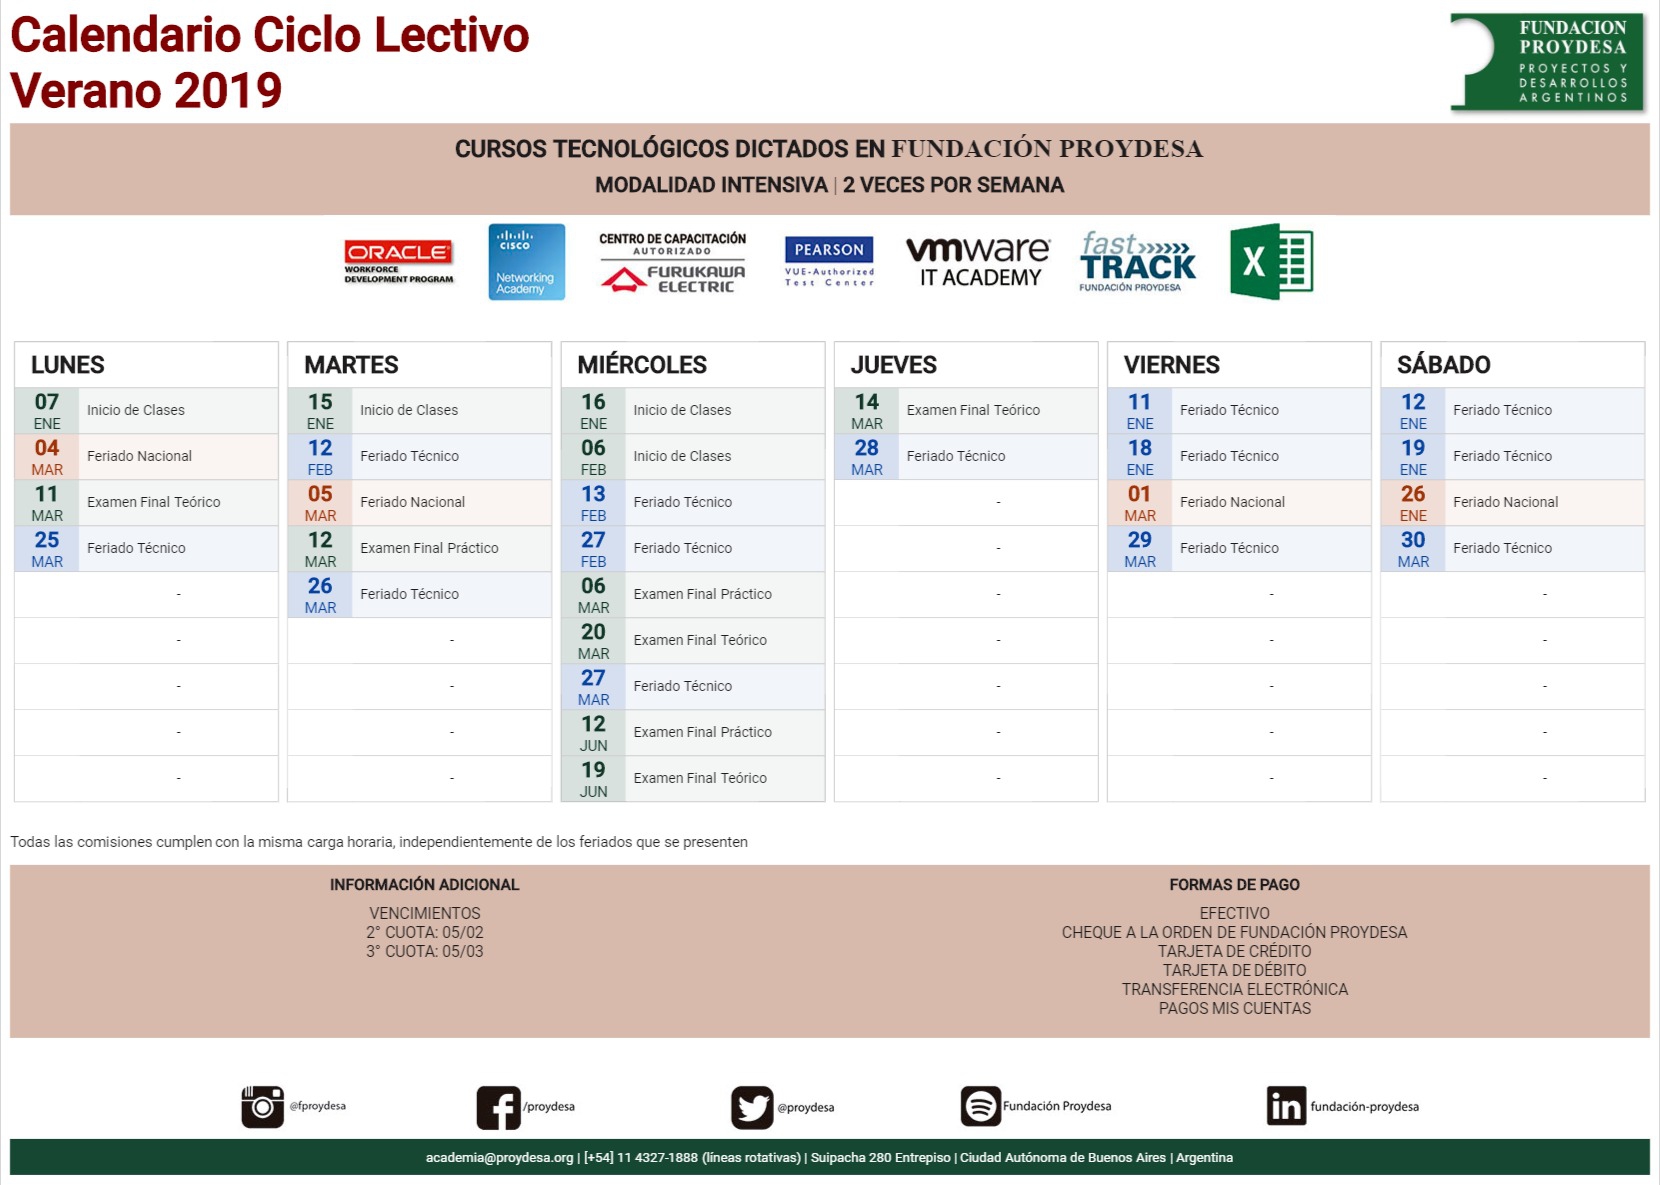 Calendario Ciclo Lectivo
Verano 2019
FUNDACION
PROYDESA
PROYECTOS Y
DESARROLLOS
ARGENTINOS
CURSOS TECNOLÓGICOS DICTADOS EN FUNDACIÓN PROYDESA
MODALIDAD INTENSIVA | 2 VECES POR SEMANA
ORACLE
WORKFORCE
DEVELOPMENT PROGRAM
CISCO
Networking
Academy
CENTRO DE CAPACITACIÓN
AUTORIZADO
FURUKAWA
ELECTRIC
PEARSON
VUE-Authorized
Test Center
vmware
IT ACADEMY
fast
TRACK
FUNDACIÓN PROYDESA
X
LUNES
07 ENE Inicio de Clases
04 MAR Feriado Nacional
11 MAR Examen Final Teórico
25 MAR Feriado Técnico
-
-
-
-
-
MARTES
15 ENE Inicio de Clases
12 FEB Feriado Técnico
05 MAR Feriado Nacional
12 MAR Examen Final Práctico
26 MAR Feriado Técnico
-
-
-
-
MIÉRCOLES
16 ENE Inicio de Clases
06 FEB Inicio de Clases
13 FEB Feriado Técnico
27 FEB Feriado Técnico
06 MAR Examen Final Práctico
20 MAR Examen Final Teórico
27 MAR Feriado Técnico
12 JUN Examen Final Práctico
19 JUN Examen Final Teórico
JUEVES
14 MAR Examen Final Teórico
28 MAR Feriado Técnico
-
-
-
-
-
-
-
VIERNES
11 ENE Feriado Técnico
18 ENE Feriado Técnico
01 MAR Feriado Nacional
29 MAR Feriado Técnico
-
-
-
-
-
SÁBADO
12 ENE Feriado Técnico
19 ENE Feriado Técnico
26 ENE Feriado Nacional
30 MAR Feriado Técnico
-
-
-
-
-
Todas las comisiones cumplen con la misma carga horaria, independientemente de los feriados que se presenten
INFORMACIÓN ADICIONAL
VENCIMIENTOS
2° CUOTA: 05/02
3° CUOTA: 05/03
FORMAS DE PAGO
EFECTIVO
CHEQUE A LA ORDEN DE FUNDACIÓN PROYDESA
TARJETA DE CRÉDITO
TARJETA DE DÉBITO
TRANSFERENCIA ELECTRÓNICA
PAGOS MIS CUENTAS
@fproydesa
/proydesa
@proydesa
Fundación Proydesa
in fundación-proydesa
academia@proydesa.org | [+54] 11 4327-1888 (líneas rotativas) | Suipacha 280 Entrepiso | Ciudad Autónoma de Buenos Aires | Argentina